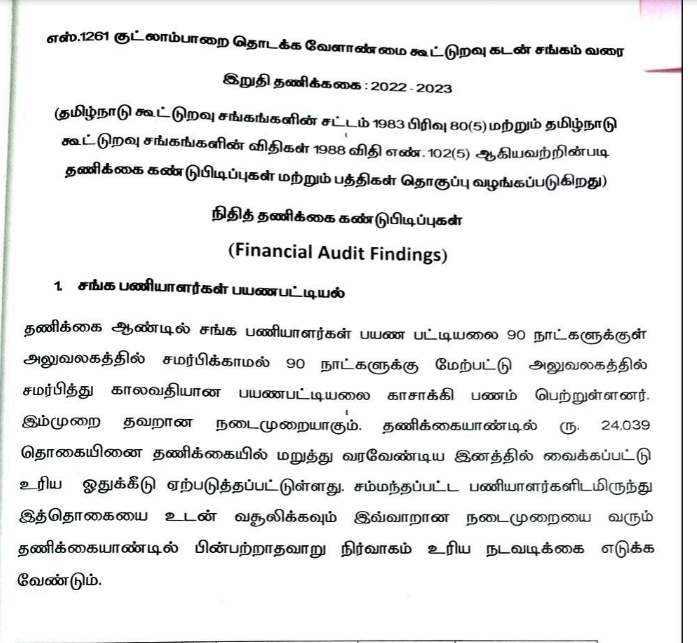 எஸ்.1261 குட்லாம்பாறை தொடக்க வேளாண்மை கூட்டுறவு கடன் சங்கம் வரை
இறுதி தணிக்கை : 2022 - 2023
(தமிழ்நாடு கூட்டுறவு சங்கங்களின் சட்டம் 1983 பிரிவு 80(5) மற்றும் தமிழ்நாடு
கூட்டுறவு சங்கங்களின் விதிகள் 1988 விதி எண். 102(5) ஆகியவற்றின்படி
தணிக்கை கண்டுபிடிப்புகள் மற்றும் பத்திகள் தொகுப்பு வழங்கப்படுகிறது)
நிதித் தணிக்கை கண்டுபிடிப்புகள்
(Financial Audit Findings)
1. சங்க பணியாளர்கள் பயணபட்டியல்
தணிக்கை ஆண்டில் சங்க பணியாளர்கள் பயண பட்டியலை 90 நாட்களுக்குள்
அலுவலகத்தில் சமர்பிக்காமல் 90 நாட்களுக்கு மேற்பட்டு அலுவலகத்தில்
சமர்பித்து காலவதியான பயணபட்டியலை காசாக்கி பணம் பெற்றுள்ளனர்.
இம்முறை தவறான நடைமுறையாகும். தணிக்கையாண்டில் ரு. 24,039
தொகையினை தணிக்கையில் மறுத்து வரவேண்டிய இனத்தில் வைக்கப்பட்டு
உரிய ஓதுக்கீடு ஏற்படுத்தப்பட்டுள்ளது. சம்மந்தப்பட்ட பணியாளர்களிடமிருந்து
இத்தொகையை உடன் வசூலிக்கவும் இவ்வாறான நடைமுறையை வரும்
தணிக்கையாண்டில் பின்பற்றாதவாறு நிர்வாகம் உரிய நடவடிக்கை எடுக்க
வேண்டும்.